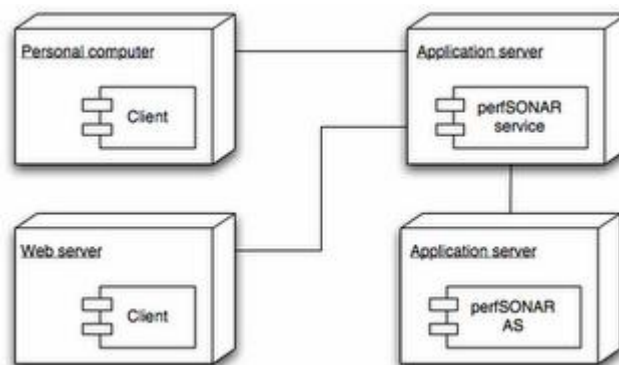 Personal computer
Client
Application server
perfSONAR
service
Web server
Client
Application server
perfSONAR
AS